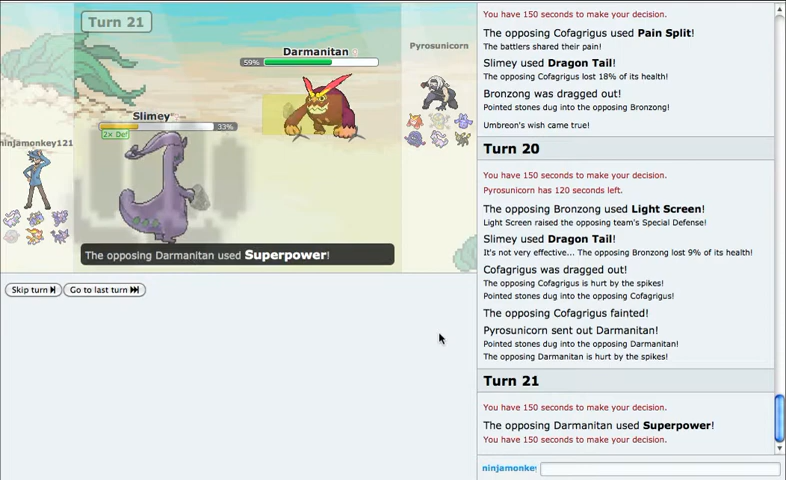 Turn 21
Pyrosunicorn
Darmanitan
59%
Slimey
33%
2× Def
ninjamonkey121
The opposing Darmanitan used Superpower!
Skip turn
Go to last turn
You have 150 seconds to make your decision.
The opposing Cofagrigus used Pain Split!
The battlers shared their pain!
Slimey used Dragon Tail!
The opposing Cofagrigus lost 18% of its health!
Bronzong was dragged out!
Pointed stones dug into the opposing Bronzong!
Umbreon's wish came true!
Turn 20
You have 150 seconds to make your decision.
Pyrosunicorn has 120 seconds left.
The opposing Bronzong used Light Screen!
Light Screen raised the opposing team's Special Defense!
Slimey used Dragon Tail!
It's not very effective... The opposing Bronzong lost 9% of its health!
Cofagrigus was dragged out!
The opposing Cofagrigus is hurt by the spikes!
Pointed stones dug into the opposing Cofagrigus!
The opposing Cofagrigus fainted!
Pyrosunicorn sent out Darmanitan!
Pointed stones dug into the opposing Darmanitan!
The opposing Darmanitan is hurt by the spikes!
Turn 21
You have 150 seconds to make your decision.
The opposing Darmanitan used Superpower!
You have 150 seconds to make your decision.
ninjamonke